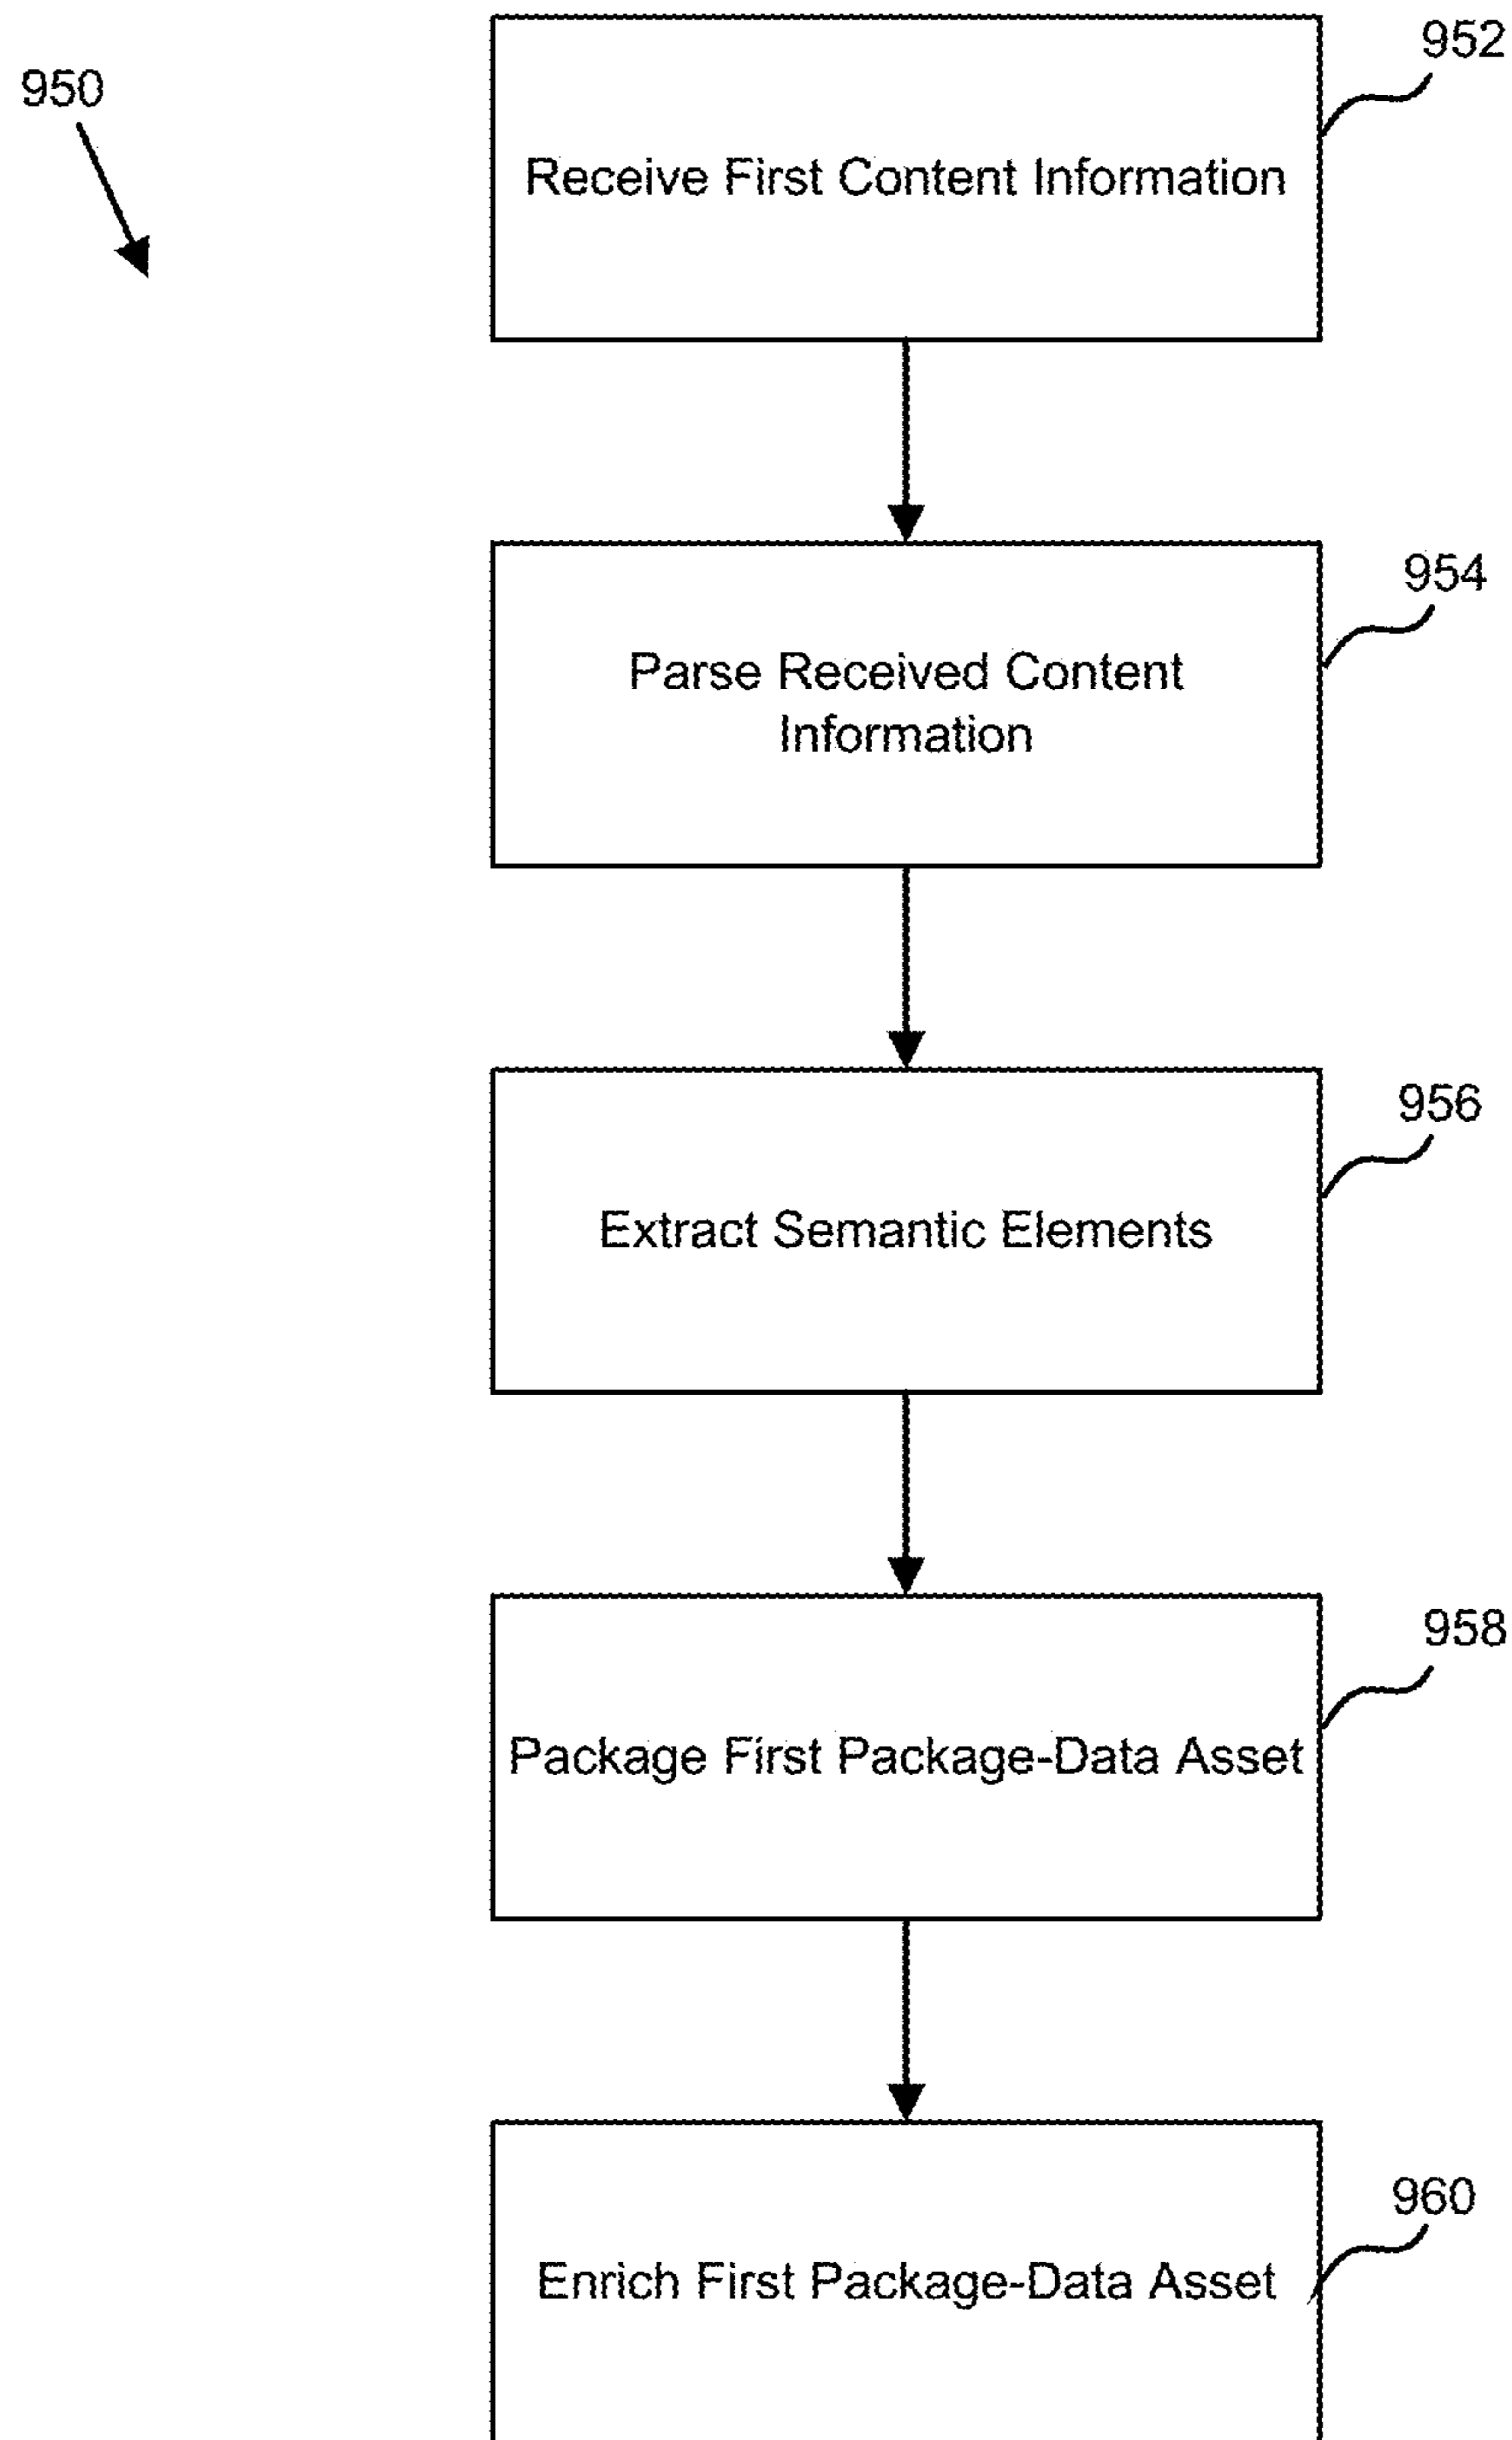 950
952
Receive First Content Information
954
Parse Received Content
Information
956
Extract Semantic Elements
958
Package First Package-Data Asset
960
Enrich First Package-Data Asset